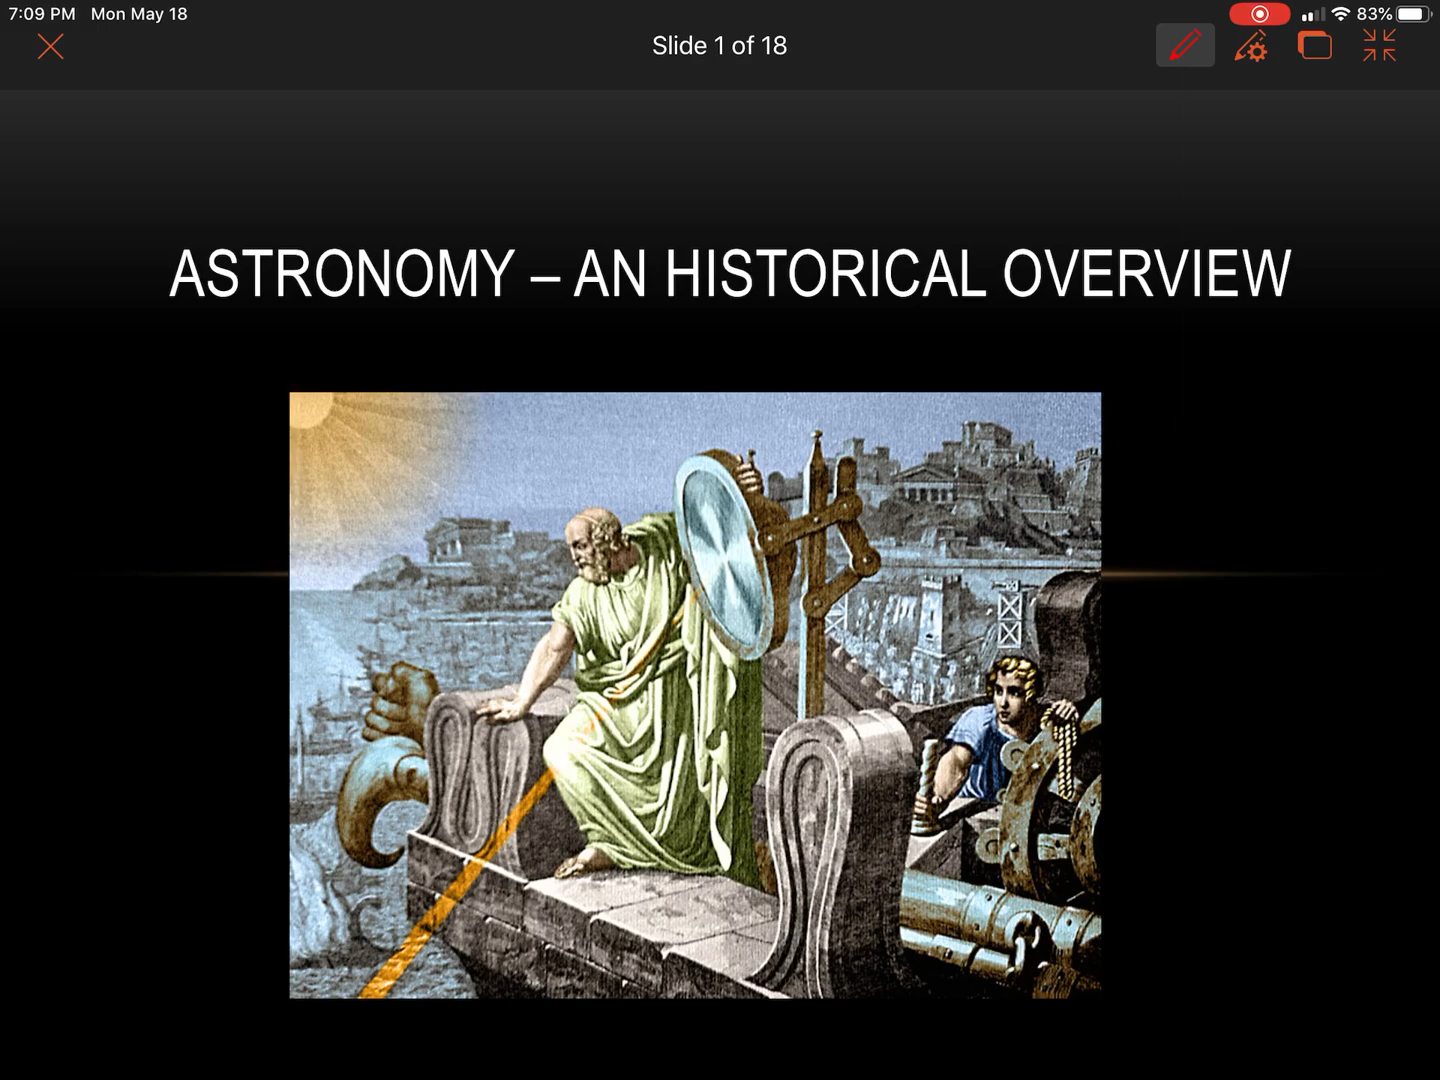 7:09 PM Mon May 18
83%
Slide 1 of 18
ASTRONOMY – AN HISTORICAL OVERVIEW